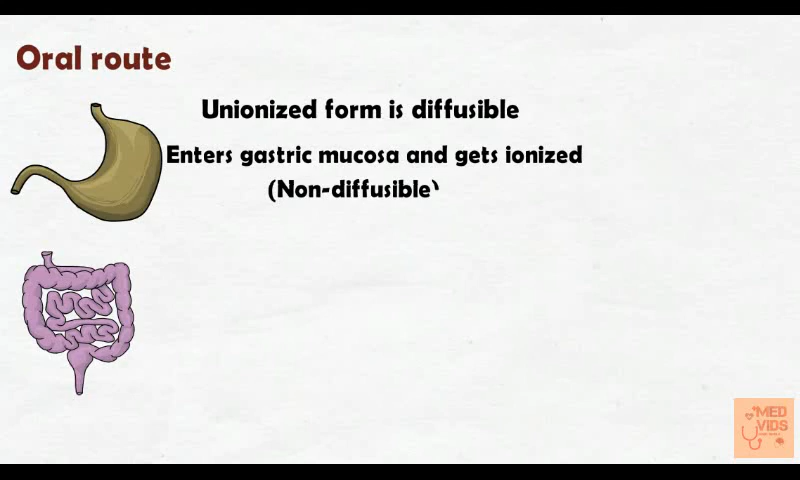 Oral route
Unionized form is diffusible
Enters gastric mucosa and gets ionized
(Non-diffusible)
MED
VIDS